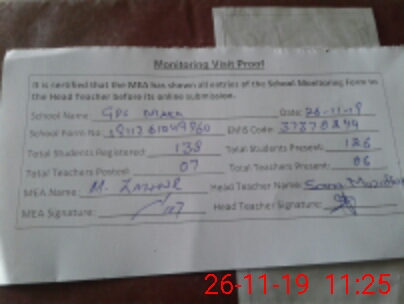 Monitoring Visit Proof
It is certified that the MEA has shown all entries of the School Monitoring Form to
the Head Teacher before its online submission.
School Name: GPS Date: 26-11-19
School Form No: EMIS Code:
Total Students Registered: 138 Total Students Present: 126
Total Teachers Posted: 07 Total Teachers Present: 06
MEA Name: M. Head Teacher Name: Sana
MEA Signature: Head Teacher Signature:
26-11-19 11:25